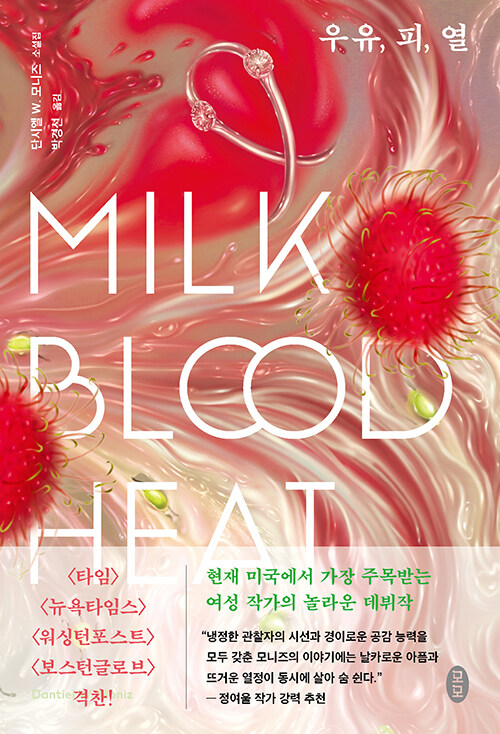 우유, 피, 열
단시엘 W. 모니즈 소설집
박경선 옮김
MILK
BLOOD
HEAT
〈타임〉
〈뉴욕타임스〉
〈워싱턴포스트〉
〈보스턴글로브〉
격찬!
현재 미국에서 가장 주목받는
여성 작가의 놀라운 데뷔작
“냉정한 관찰자의 시선과 경이로운 공감 능력을
모두 갖춘 모니즈의 이야기에는 날카로운 아픔과
뜨거운 열정이 동시에 살아 숨 쉰다.”
— 정여울 작가 강력 추천
모모